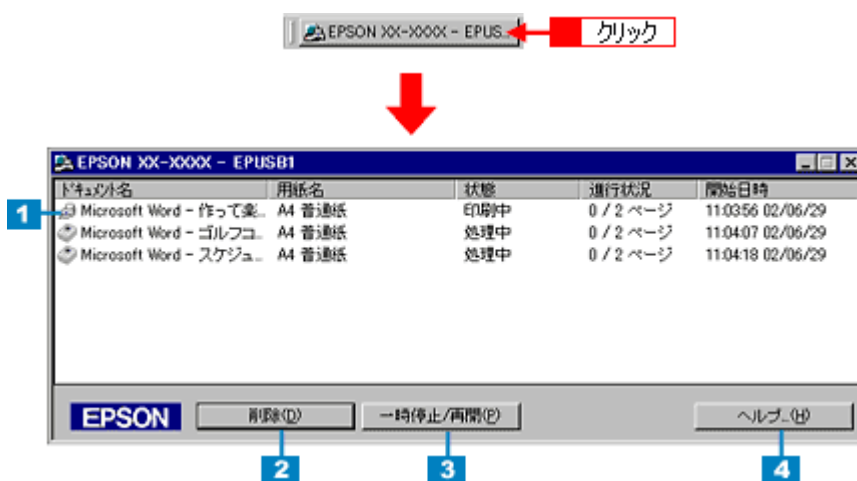 EPSON XX-XXXX - EPUS...
クリック
EPSON XX-XXXX - EPUSB1
ドキュメント名 用紙名 状態 進行状況 開始日時
1
Microsoft Word - 作って楽... A4 普通紙 印刷中 0 / 2 ページ 11:03:56 02/06/29
Microsoft Word - ゴルフコ... A4 普通紙 処理中 0 / 2 ページ 11:04:07 02/06/29
Microsoft Word - スケジュ... A4 普通紙 処理中 0 / 2 ページ 11:04:18 02/06/29
EPSON 削除(D) 一時停止/再開(P) ヘルプ...(H)
2 3 4